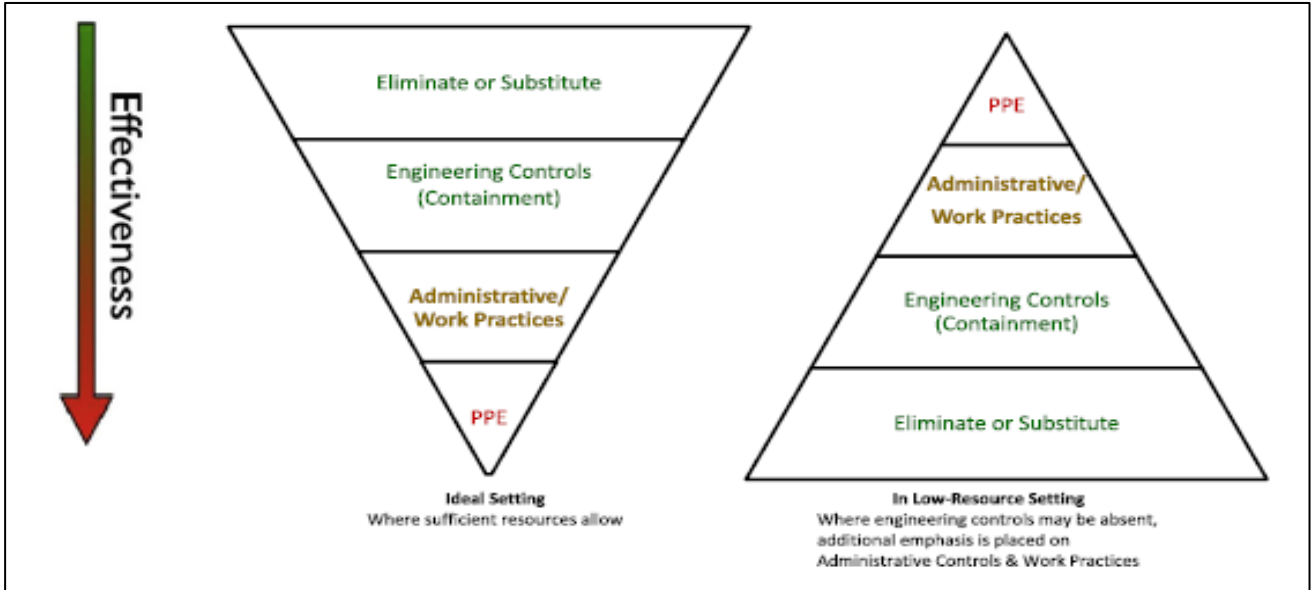 Effectiveness
Eliminate or Substitute
Engineering Controls
(Containment)
Administrative/
Work Practices
PPE
Ideal Setting
Where sufficient resources allow
PPE
Administrative/
Work Practices
Engineering Controls
(Containment)
Eliminate or Substitute
In Low-Resource Setting
Where engineering controls may be absent,
additional emphasis is placed on
Administrative Controls & Work Practices